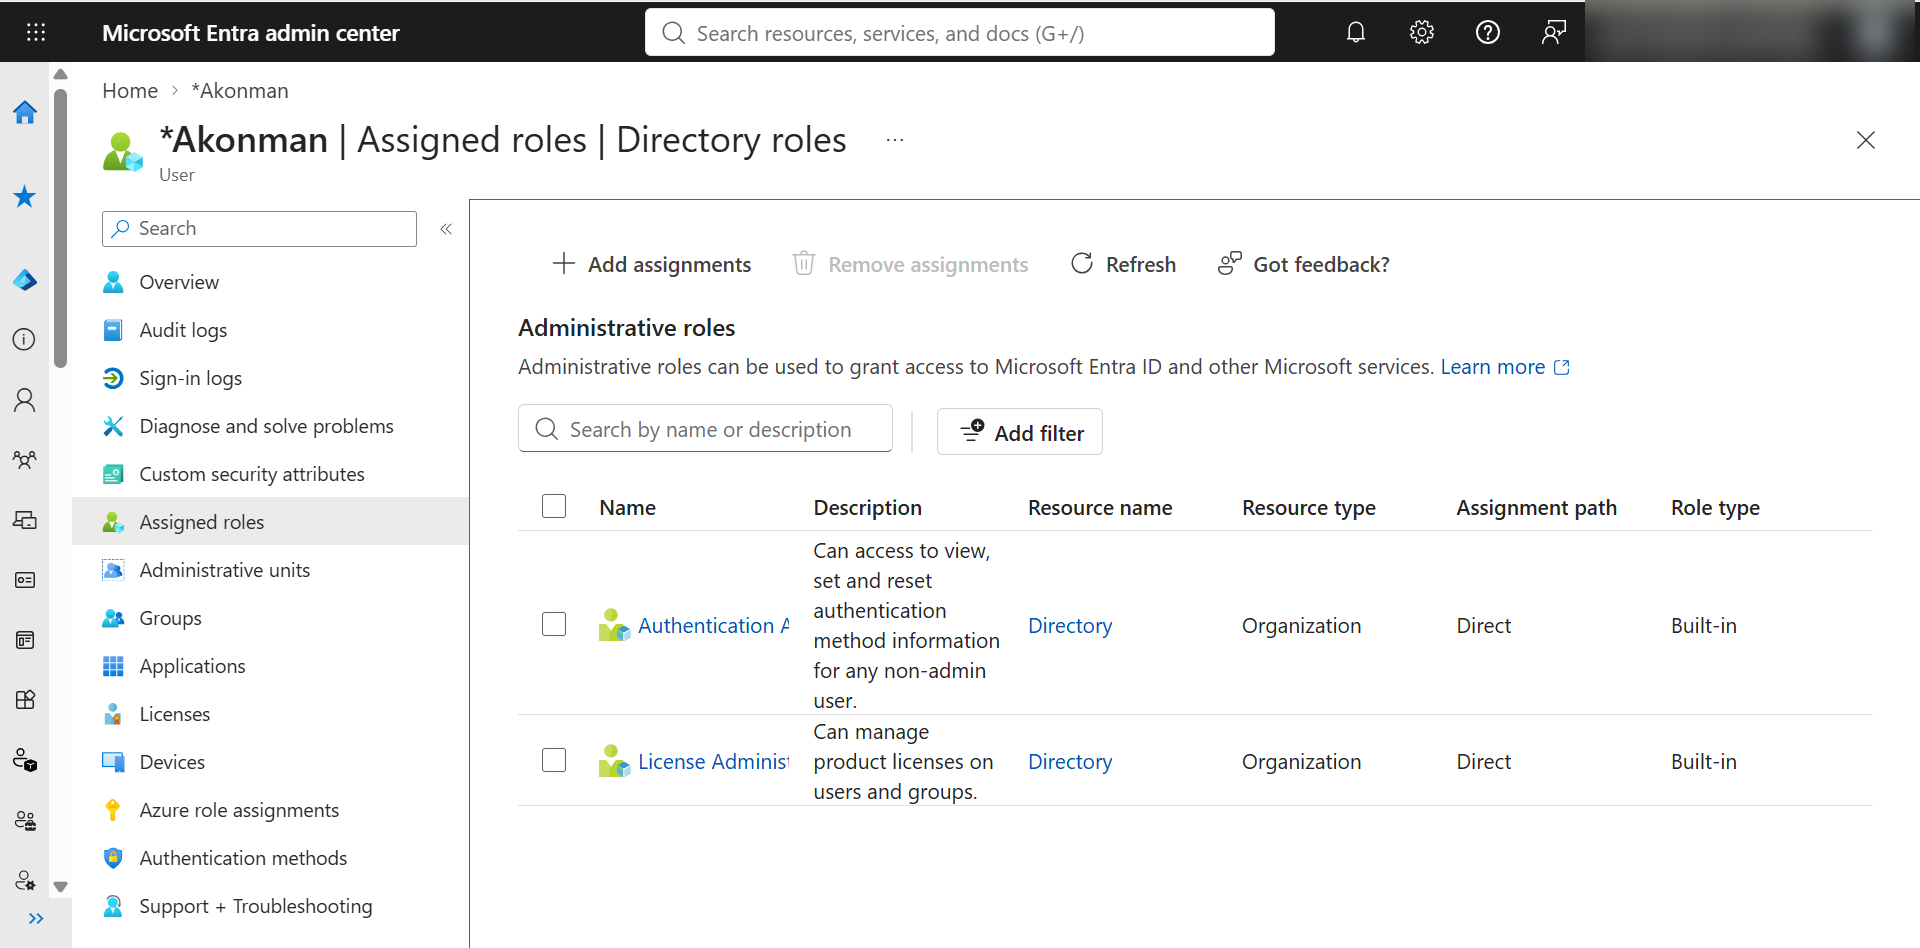 Microsoft Entra admin center
Search resources, services, and docs (G+/)
Home > *Akonman
*Akonman | Assigned roles | Directory roles ...
User
Search «
Overview
Audit logs
Sign-in logs
Diagnose and solve problems
Custom security attributes
Assigned roles
Administrative units
Groups
Applications
Licenses
Devices
Azure role assignments
Authentication methods
Support + Troubleshooting
Add assignments Remove assignments Refresh Got feedback?
Administrative roles
Administrative roles can be used to grant access to Microsoft Entra ID and other Microsoft services. Learn more
Search by name or description Add filter
Name Description Resource name Resource type Assignment path Role type
Can access to view,
set and reset
authentication
Authentication A method information Directory Organization Direct Built-in
for any non-admin
user.
Can manage
License Administ product licenses on Directory Organization Direct Built-in
users and groups.